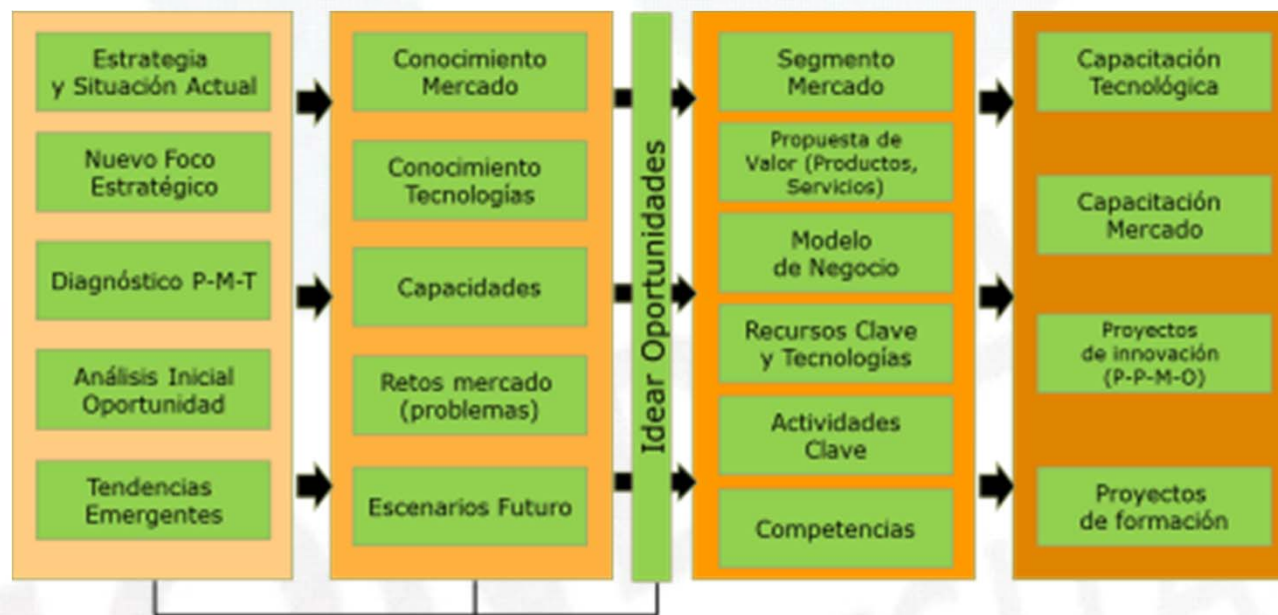 Estrategia
y Situación Actual
Nuevo Foco
Estratégico
Diagnóstico P-M-T
Análisis Inicial
Oportunidad
Tendencias
Emergentes
Conocimiento
Mercado
Conocimiento
Tecnologías
Capacidades
Retos mercado
(problemas)
Escenarios Futuro
Idear Oportunidades
Segmento
Mercado
Propuesta de
Valor (Productos,
Servicios)
Modelo
de Negocio
Recursos Clave
y Tecnologías
Actividades
Clave
Competencias
Capacitación
Tecnológica
Capacitación
Mercado
Proyectos
de innovación
(P-P-M-O)
Proyectos
de formación